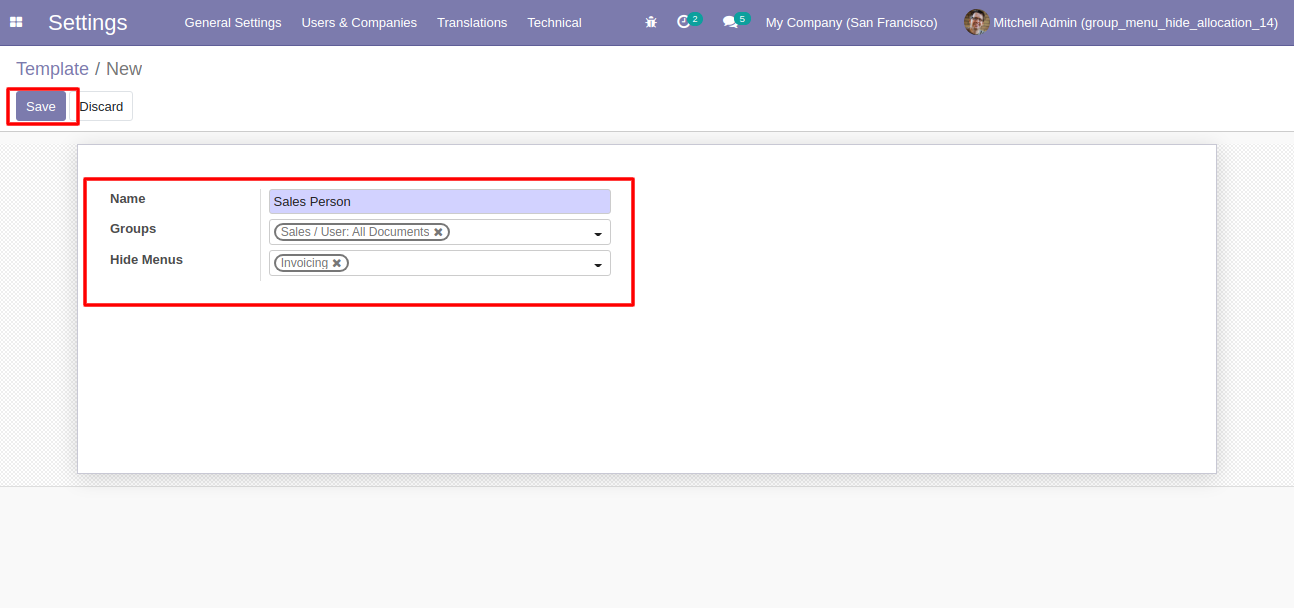 Settings General Settings Users & Companies Translations Technical 2 5 My Company (San Francisco) Mitchell Admin (group_menu_hide_allocation_14)
Template / New
Save Discard
Name Sales Person
Groups Sales / User: All Documents ✖
Hide Menus Invoicing ✖